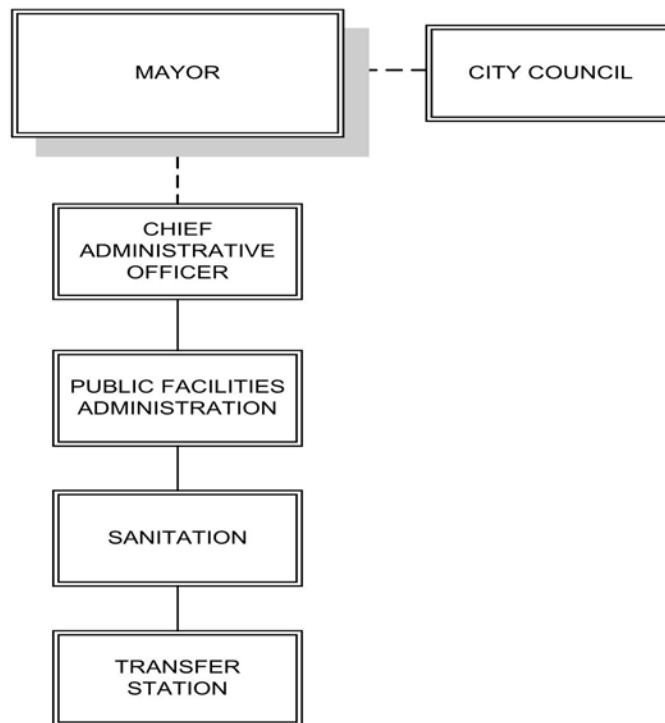 MAYOR
CITY COUNCIL
CHIEF
ADMINISTRATIVE
OFFICER
PUBLIC FACILITIES
ADMINISTRATION
SANITATION
TRANSFER
STATION